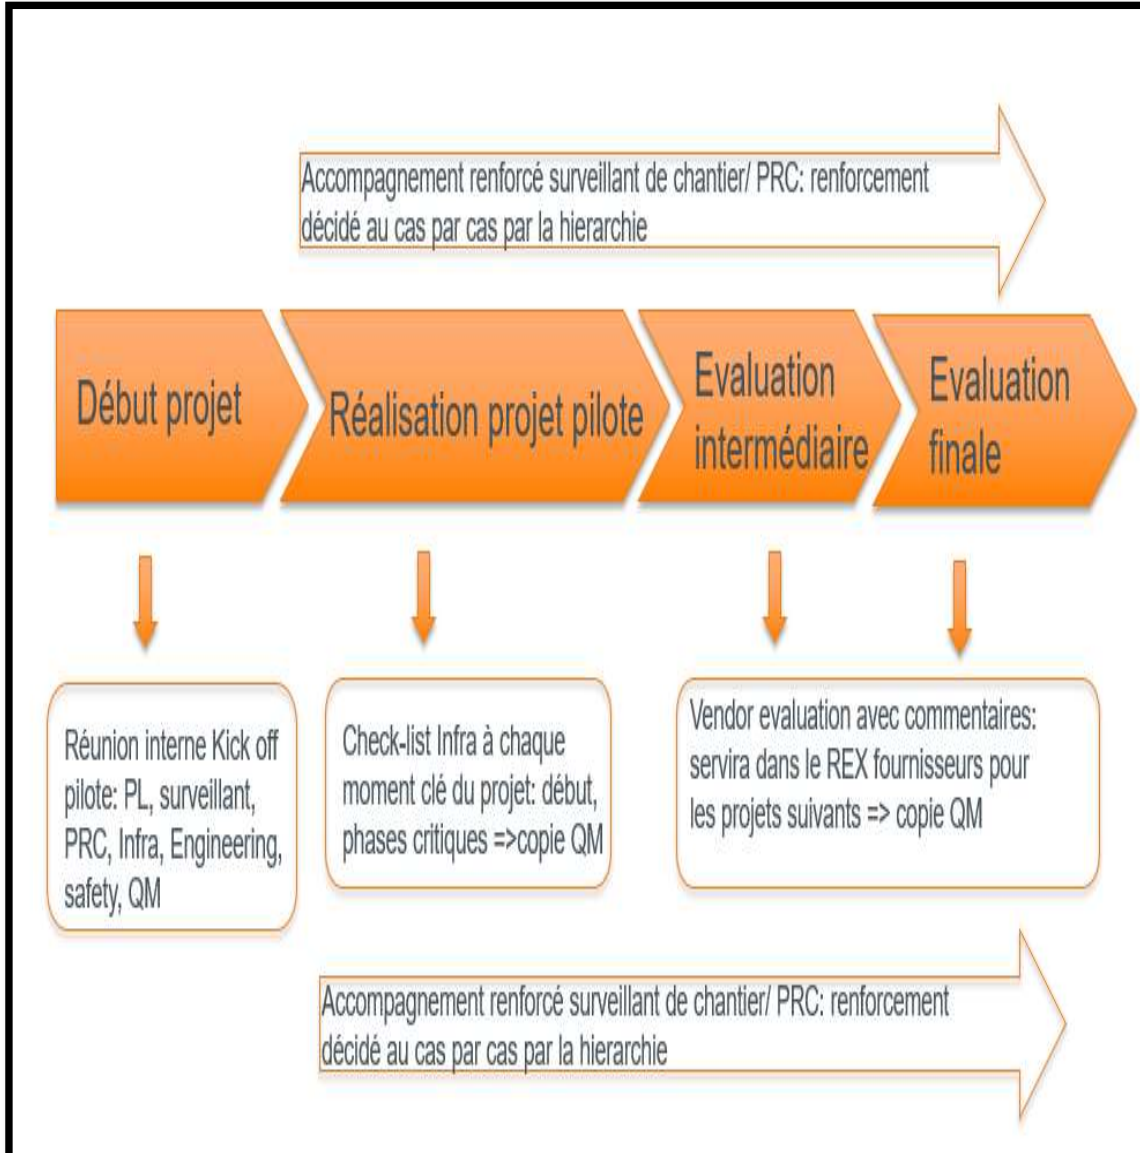 Accompagnement renforcé surveillant de chantier/ PRC: renforcement
décidé au cas par cas par la hierarchie
Début projet
Réalisation projet pilote
Evaluation
intermédiaire
Evaluation
finale
Réunion interne Kick off
pilote: PL, surveillant,
PRC, Infra, Engineering,
safety, QM
Check-list Infra à chaque
moment clé du projet: début,
phases critiques =>copie QM
Vendor evaluation avec commentaires:
servira dans le REX fournisseurs pour
les projets suivants => copie QM
Accompagnement renforcé surveillant de chantier/ PRC: renforcement
décidé au cas par cas par la hierarchie